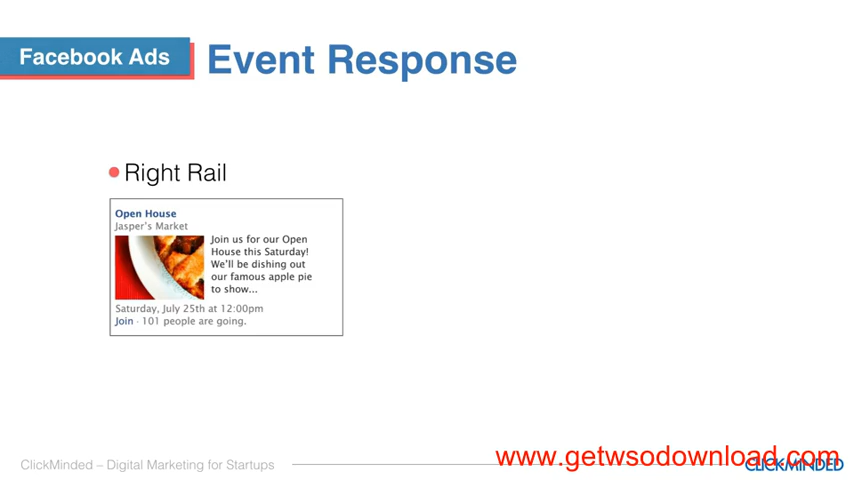 Facebook Ads
Event Response
Right Rail
Open House
Jasper's Market
Join us for our Open
House this Saturday!
We'll be dishing out
our famous apple pie
to show...
Saturday, July 25th at 12:00pm
Join · 101 people are going.
ClickMinded – Digital Marketing for Startups
www.getwsodownload.com
CLICKMINDED